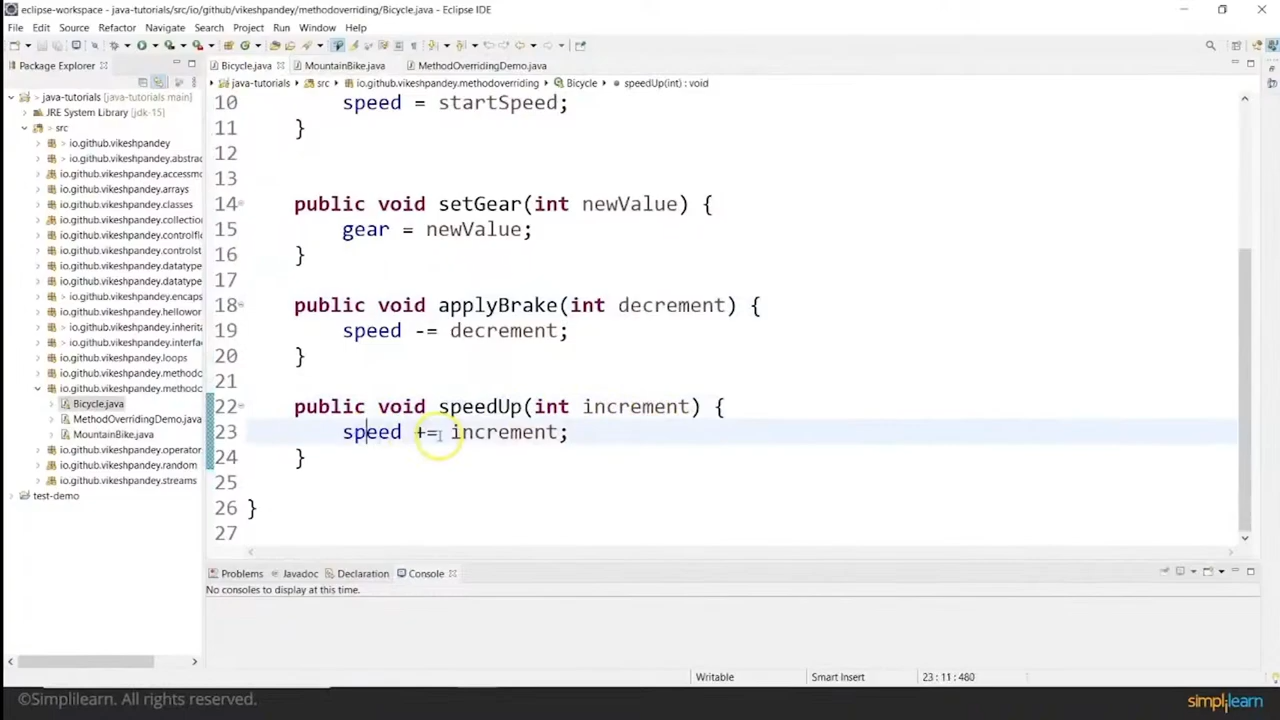 eclipse-workspace - java-tutorials/src/io/github/vikeshpandey/methodoverriding/Bicycle.java - Eclipse IDE
File Edit Source Refactor Navigate Search Project Run Window Help
Package Explorer
Bicycle.java MountainBike.java MethodOverridingDemo.java
java-tutorials src io.github.vikeshpandey.methodoverriding Bicycle speedUp(int) : void
java-tutorials [java-tutorials main]
JRE System Library [jdk-15]
src
io.github.vikeshpandey
io.github.vikeshpandey.abstrac
io.github.vikeshpandey.accessmo
io.github.vikeshpandey.arrays
io.github.vikeshpandey.classes
io.github.vikeshpandey.collection
io.github.vikeshpandey.controlfl
io.github.vikeshpandey.controlst
io.github.vikeshpandey.datatype
io.github.vikeshpandey.datatype
io.github.vikeshpandey.encaps
io.github.vikeshpandey.hellowor
io.github.vikeshpandey.inherita
io.github.vikeshpandey.interfac
io.github.vikeshpandey.loops
io.github.vikeshpandey.methodo
io.github.vikeshpandey.methodo
Bicycle.java
MethodOverridingDemo.java
MountainBike.java
io.github.vikeshpandey.operator
io.github.vikeshpandey.random
io.github.vikeshpandey.streams
test-demo
10 speed = startSpeed;
11 }
12
13
14 public void setGear(int newValue) {
15 gear = newValue;
16 }
17
18 public void applyBrake(int decrement) {
19 speed -= decrement;
20 }
21
22 public void speedUp(int increment) {
23 speed += increment;
24 }
25
26 }
27
Problems Javadoc Declaration Console
No consoles to display at this time.
Writable Smart Insert 23 : 11 : 480
©Simplilearn. All rights reserved.
simplilearn